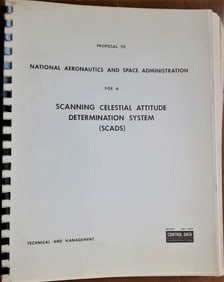 PROPOSAL TO
NATIONAL AERONAUTICS AND SPACE ADMINISTRATION
FOR A
SCANNING CELESTIAL ATTITUDE
DETERMINATION SYSTEM
(SCADS)
CONTROL DATA
CORPORATION
TECHNICAL AND MANAGEMENT